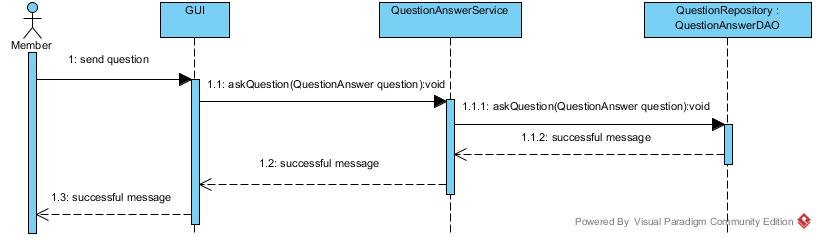 GUI
QuestionAnswerService
QuestionRepository :
QuestionAnswerDAO
Member
1: send question
1.1: askQuestion(QuestionAnswer question):void
1.1.1: askQuestion(QuestionAnswer question):void
1.1.2: successful message
1.2: successful message
1.3: successful message
Powered By Visual Paradigm Community Edition